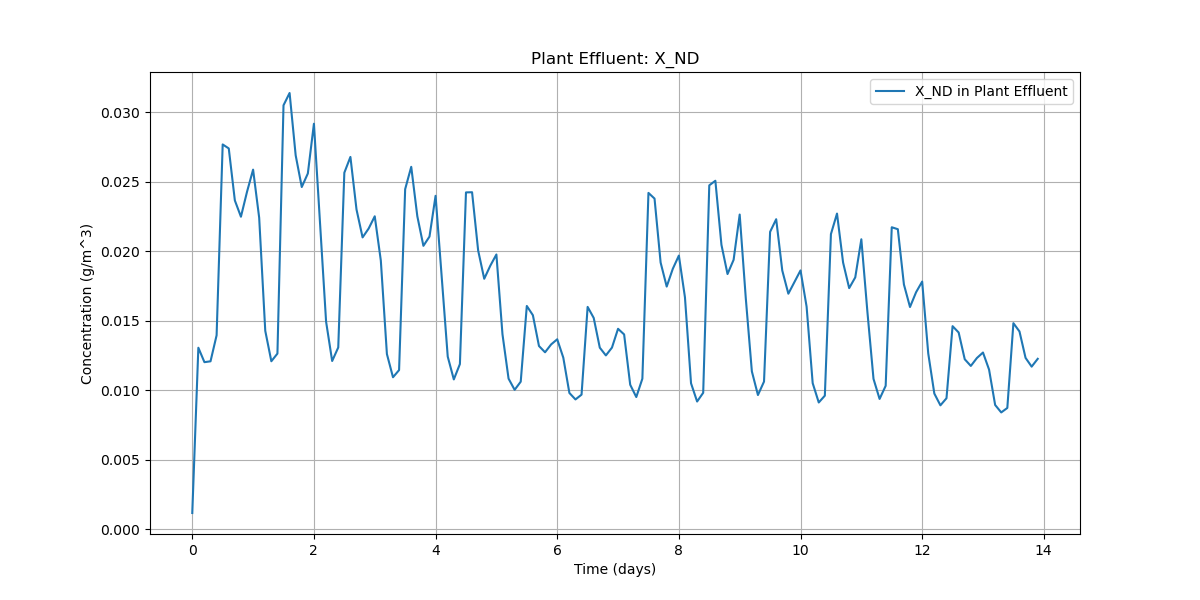 Plant Effluent: X_ND
X_ND in Plant Effluent
Concentration (g/m^3)
0.030
0.025
0.020
0.015
0.010
0.005
0.000
0 2 4 6 8 10 12 14
Time (days)